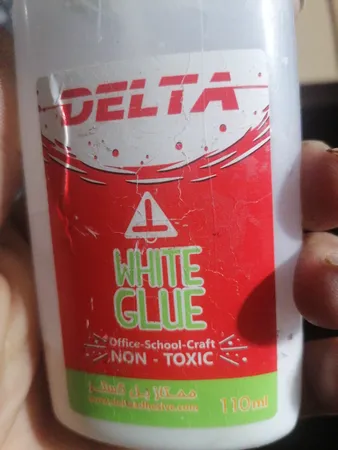 DELTA
WHITE
GLUE
Office-School-Craft
NON - TOXIC
110ml